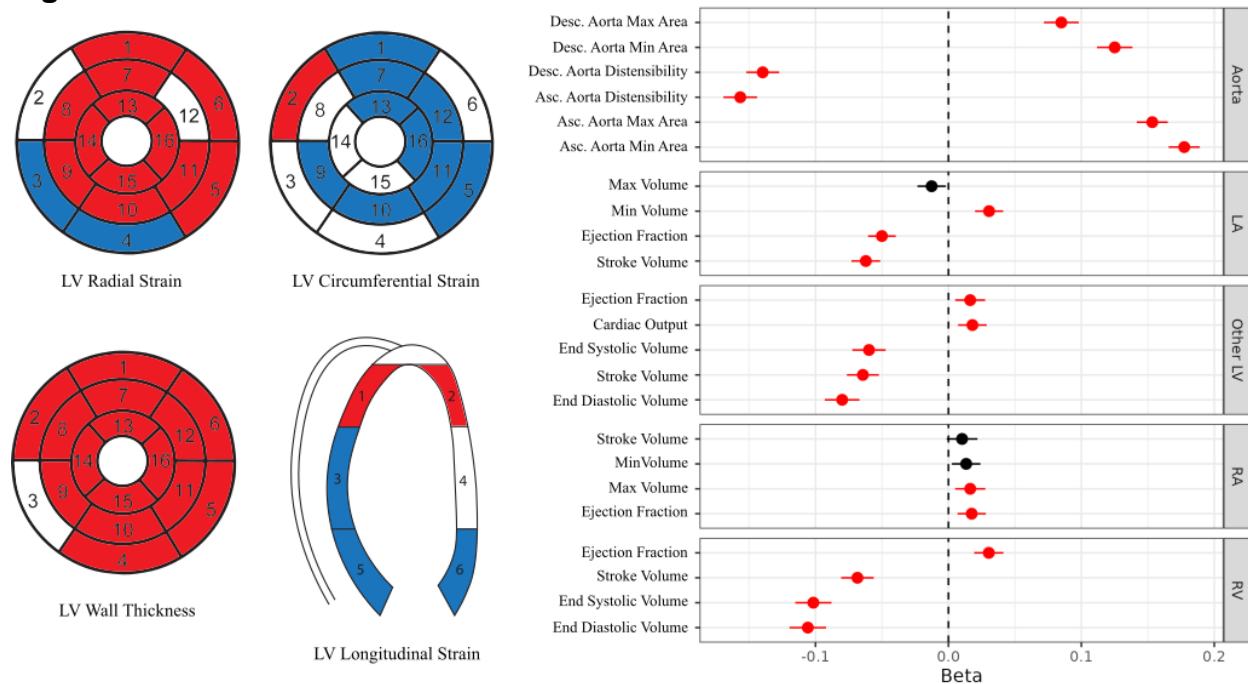 1
2
6
7
8
12
13
14
16
3
9
11
5
15
10
4
LV Radial Strain
1
2
6
7
8
12
13
14
16
3
9
11
5
15
10
4
LV Circumferential Strain
1
2
6
7
8
12
13
14
16
3
9
11
5
15
10
4
LV Wall Thickness
1
2
3
4
5
6
LV Longitudinal Strain
Desc. Aorta Max Area
Desc. Aorta Min Area
Desc. Aorta Distensibility
Asc. Aorta Distensibility
Asc. Aorta Max Area
Asc. Aorta Min Area
Aorta
Max Volume
Min Volume
Ejection Fraction
Stroke Volume
LA
Ejection Fraction
Cardiac Output
End Systolic Volume
Stroke Volume
End Diastolic Volume
Other LV
Stroke Volume
MinVolume
Max Volume
Ejection Fraction
RA
Ejection Fraction
Stroke Volume
End Systolic Volume
End Diastolic Volume
RV
-0.1 0.0 0.1 0.2
Beta